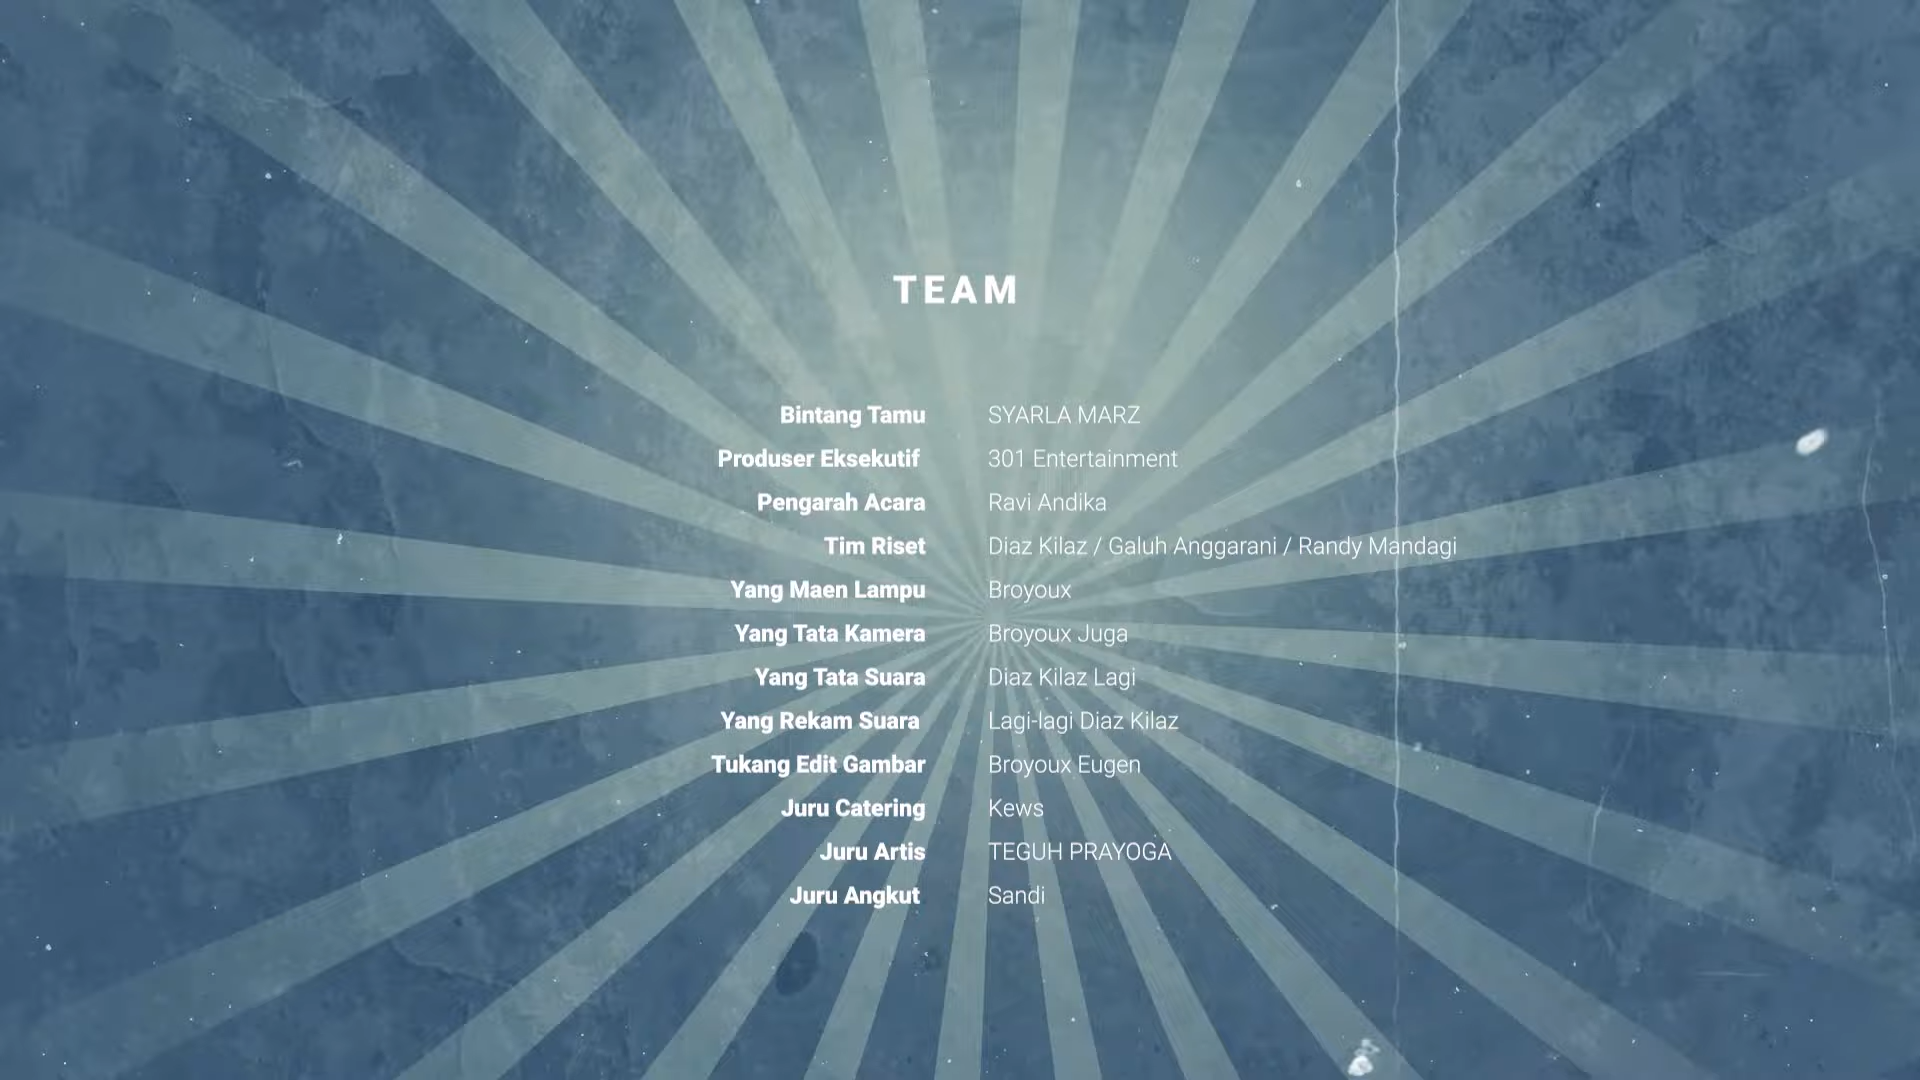 TEAM
Bintang Tamu SYARLA MARZ
Produser Eksekutif 301 Entertainment
Pengarah Acara Ravi Andika
Tim Riset Diaz Kilaz / Galuh Anggarani / Randy Mandagi
Yang Maen Lampu Broyoux
Yang Tata Kamera Broyoux Juga
Yang Tata Suara Diaz Kilaz Lagi
Yang Rekam Suara Lagi-lagi Diaz Kilaz
Tukang Edit Gambar Broyoux Eugen
Juru Catering Kews
Juru Artis TEGUH PRAYOGA
Juru Angkut Sandi